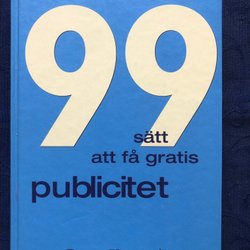 99
sätt
att få gratis
publicitet